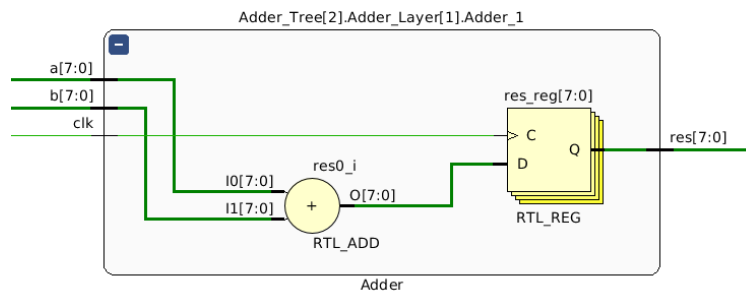 Adder_Tree[2].Adder_Layer[1].Adder_1
a[7:0]
b[7:0]
clk
res_reg[7:0]
C
D
Q
res[7:0]
RTL_REG
res0_i
I0[7:0]
I1[7:0]
+
O[7:0]
RTL_ADD
Adder